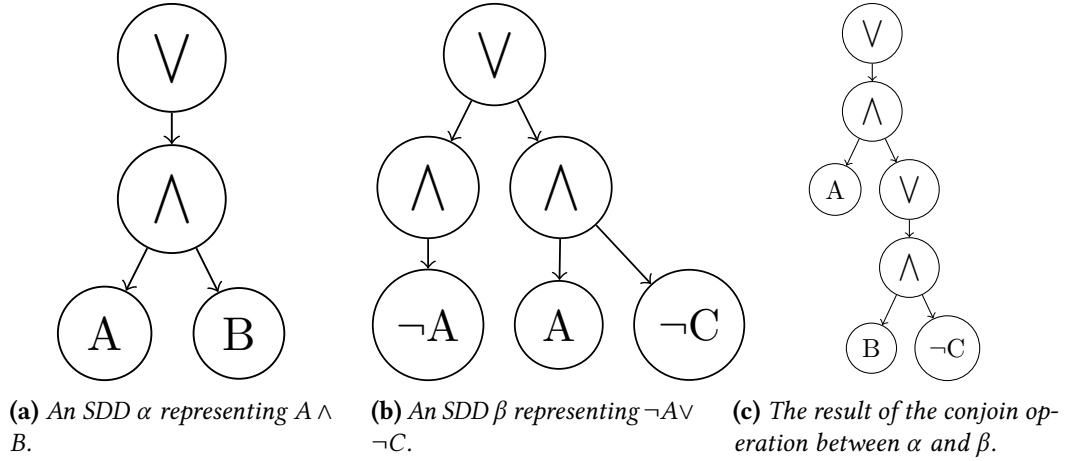 ⋁
⋀
A B
⋁
⋀ ⋀
¬A A ¬C
⋁
⋀
A ⋁
⋀
B ¬C
(a) An SDD α representing A ∧
B.
(b) An SDD β representing ¬A∨
¬C.
(c) The result of the conjoin op-
eration between α and β.